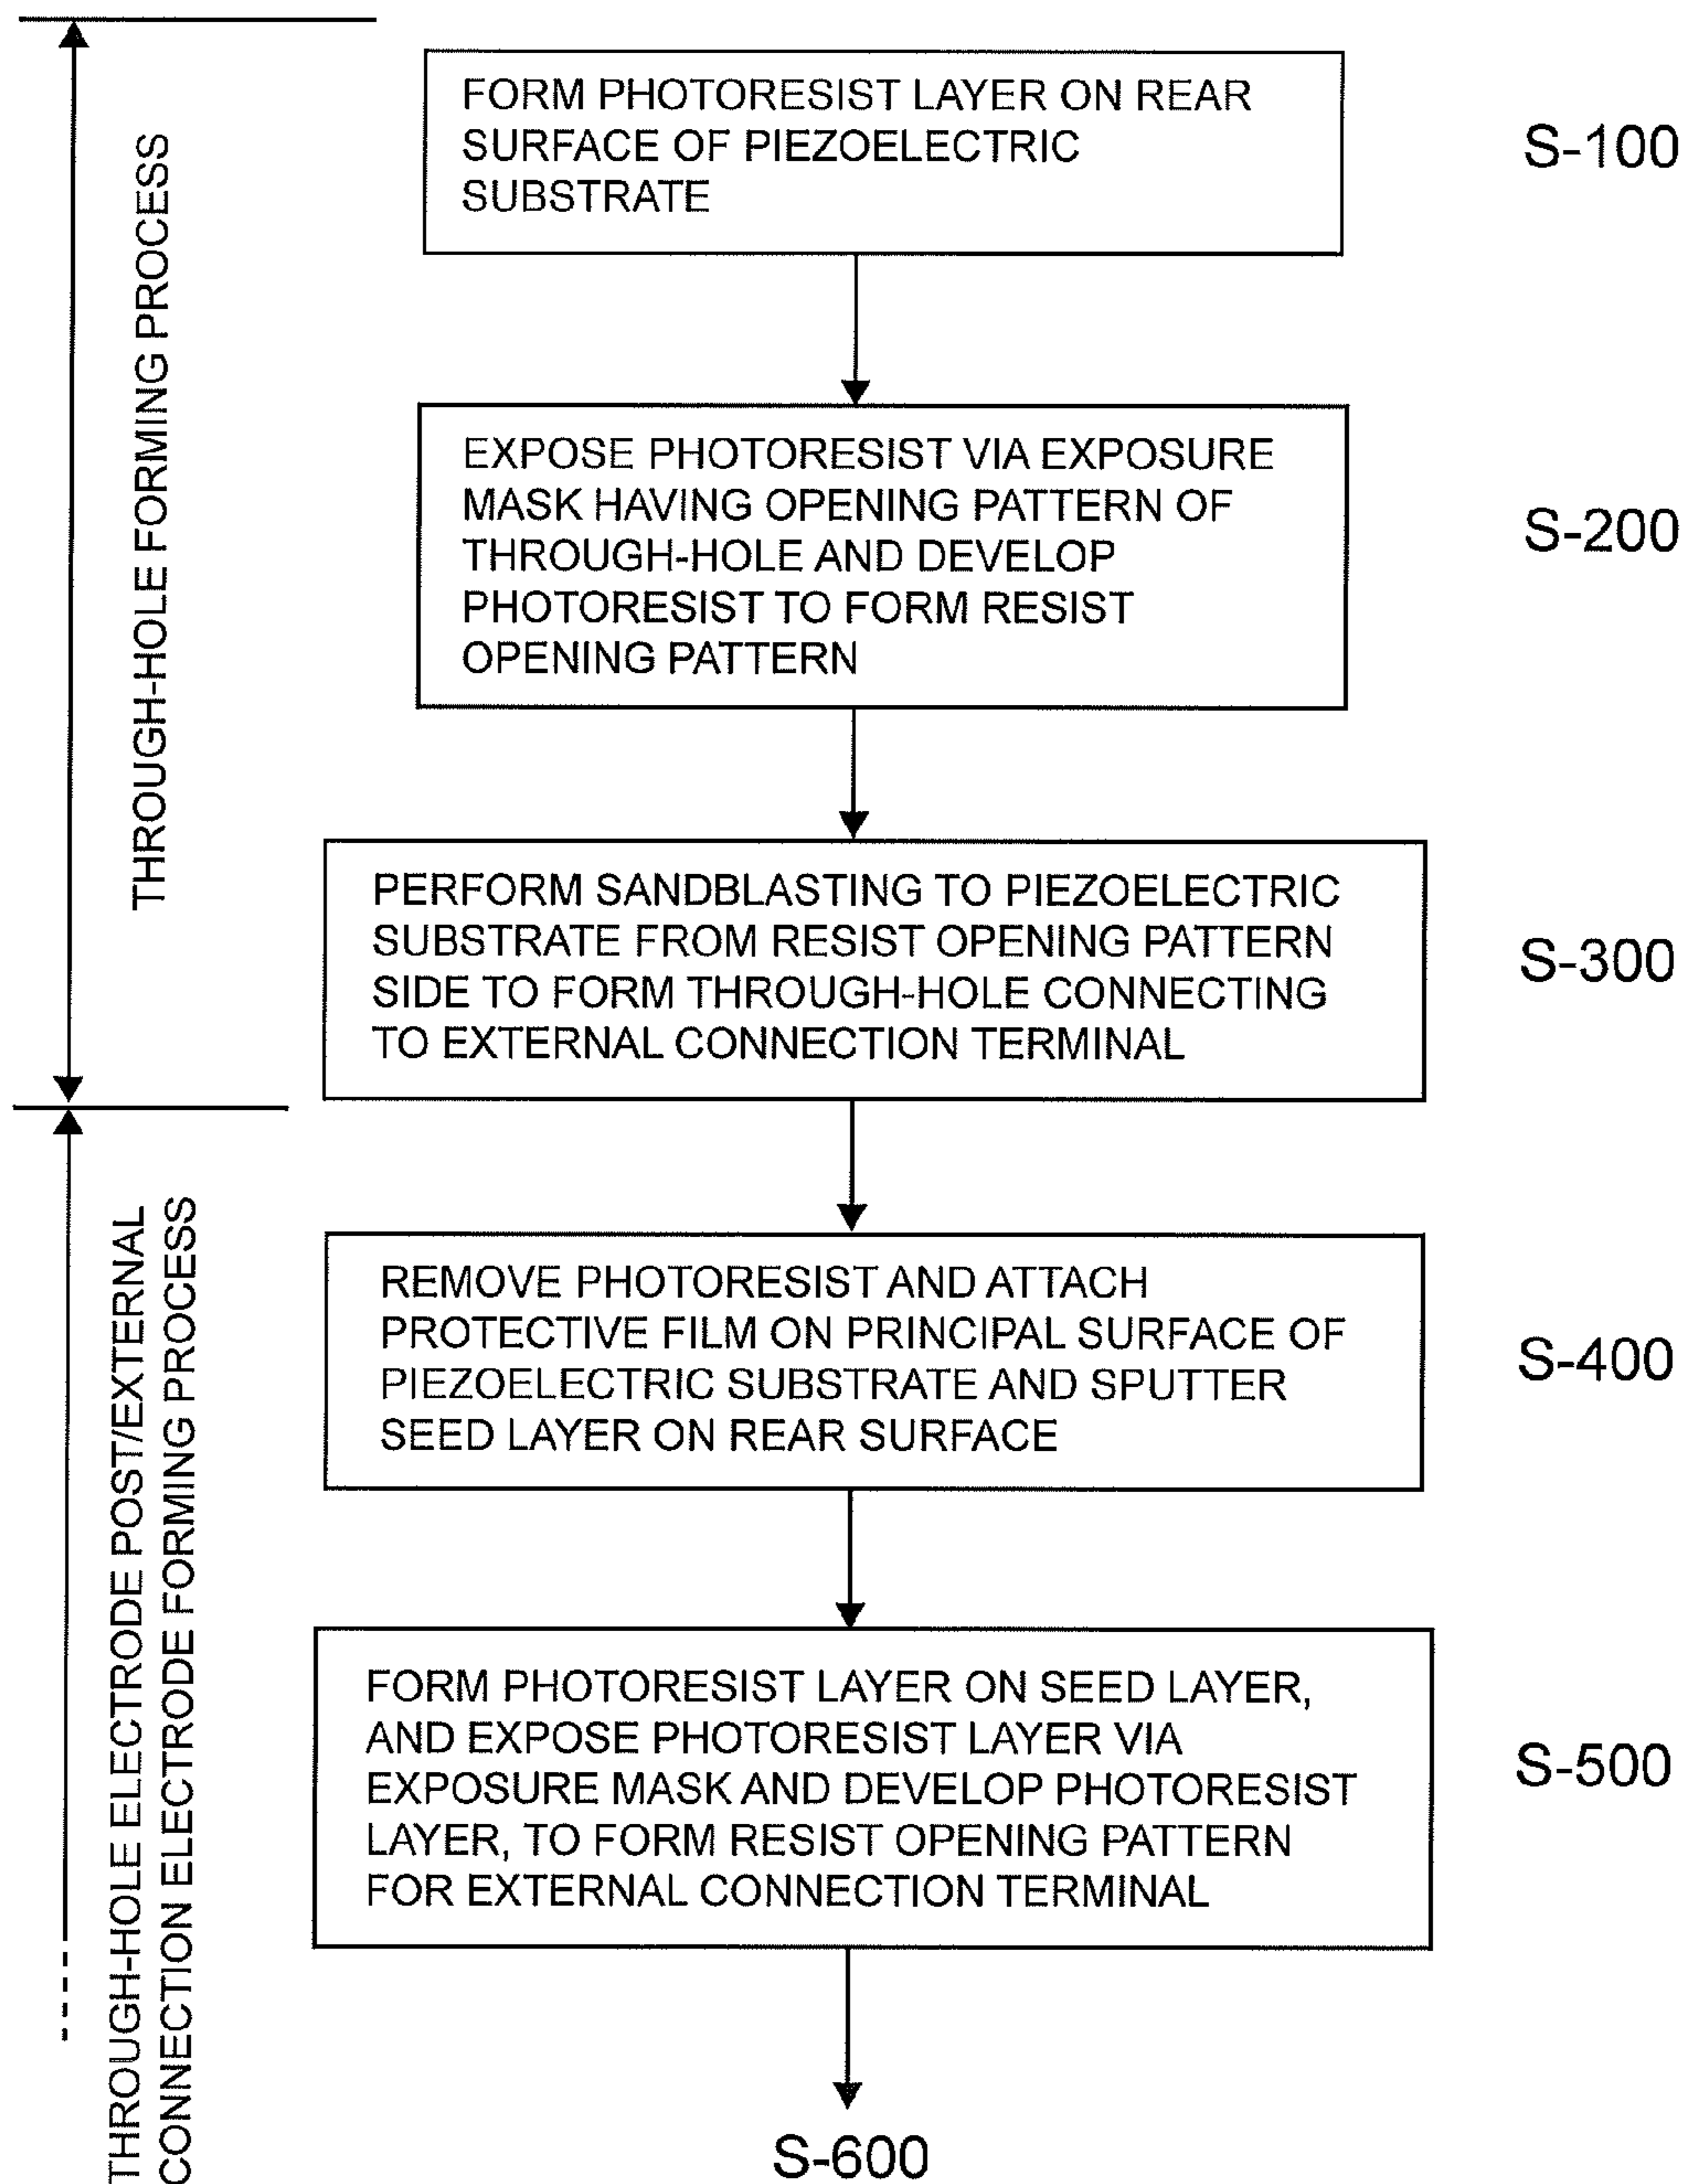 THROUGH-HOLE FORMING PROCESS
FORM PHOTORESIST LAYER ON REAR
SURFACE OF PIEZOELECTRIC
SUBSTRATE
S-100
EXPOSE PHOTORESIST VIA EXPOSURE
MASK HAVING OPENING PATTERN OF
THROUGH-HOLE AND DEVELOP
PHOTORESIST TO FORM RESIST
OPENING PATTERN
S-200
PERFORM SANDBLASTING TO PIEZOELECTRIC
SUBSTRATE FROM RESIST OPENING PATTERN
SIDE TO FORM THROUGH-HOLE CONNECTING
TO EXTERNAL CONNECTION TERMINAL
S-300
THROUGH-HOLE ELECTRODE POST/EXTERNAL
CONNECTION ELECTRODE FORMING PROCESS
REMOVE PHOTORESIST AND ATTACH
PROTECTIVE FILM ON PRINCIPAL SURFACE OF
PIEZOELECTRIC SUBSTRATE AND SPUTTER
SEED LAYER ON REAR SURFACE
S-400
FORM PHOTORESIST LAYER ON SEED LAYER,
AND EXPOSE PHOTORESIST LAYER VIA
EXPOSURE MASK AND DEVELOP PHOTORESIST
LAYER, TO FORM RESIST OPENING PATTERN
FOR EXTERNAL CONNECTION TERMINAL
S-500
S-600